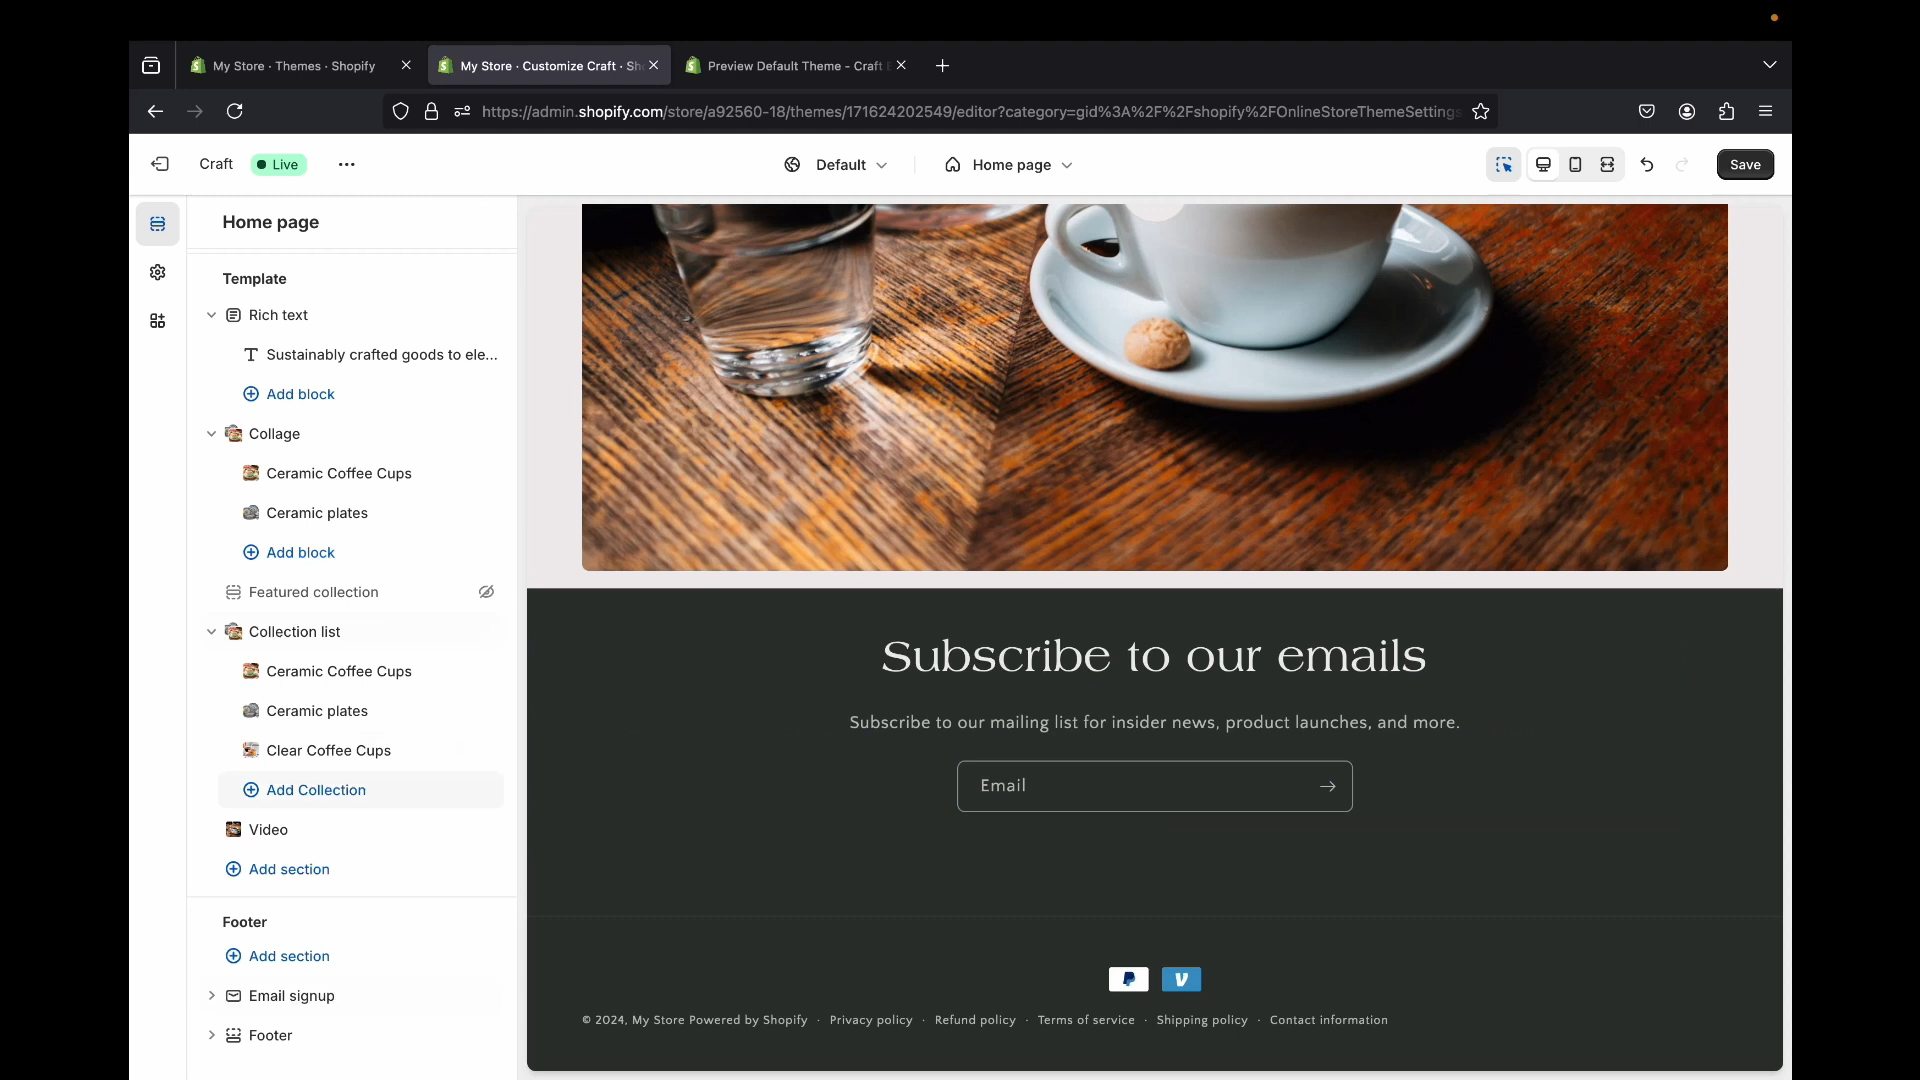 My Store · Themes · Shopify
My Store · Customize Craft · Sh
Preview Default Theme - Craft
https://admin.shopify.com/store/a92560-18/themes/171624202549/editor?category=gid%3A%2F%2Fshopify%2FOnlineStoreThemeSettings
Craft
Live
Default
Home page
Save
Home page
Template
Rich text
Sustainably crafted goods to ele...
Add block
Collage
Ceramic Coffee Cups
Ceramic plates
Add block
Featured collection
Collection list
Ceramic Coffee Cups
Ceramic plates
Clear Coffee Cups
Add Collection
Video
Add section
Footer
Add section
Email signup
Footer
Subscribe to our emails
Subscribe to our mailing list for insider news, product launches, and more.
Email
© 2024, My Store Powered by Shopify · Privacy policy · Refund policy · Terms of service · Shipping policy · Contact information